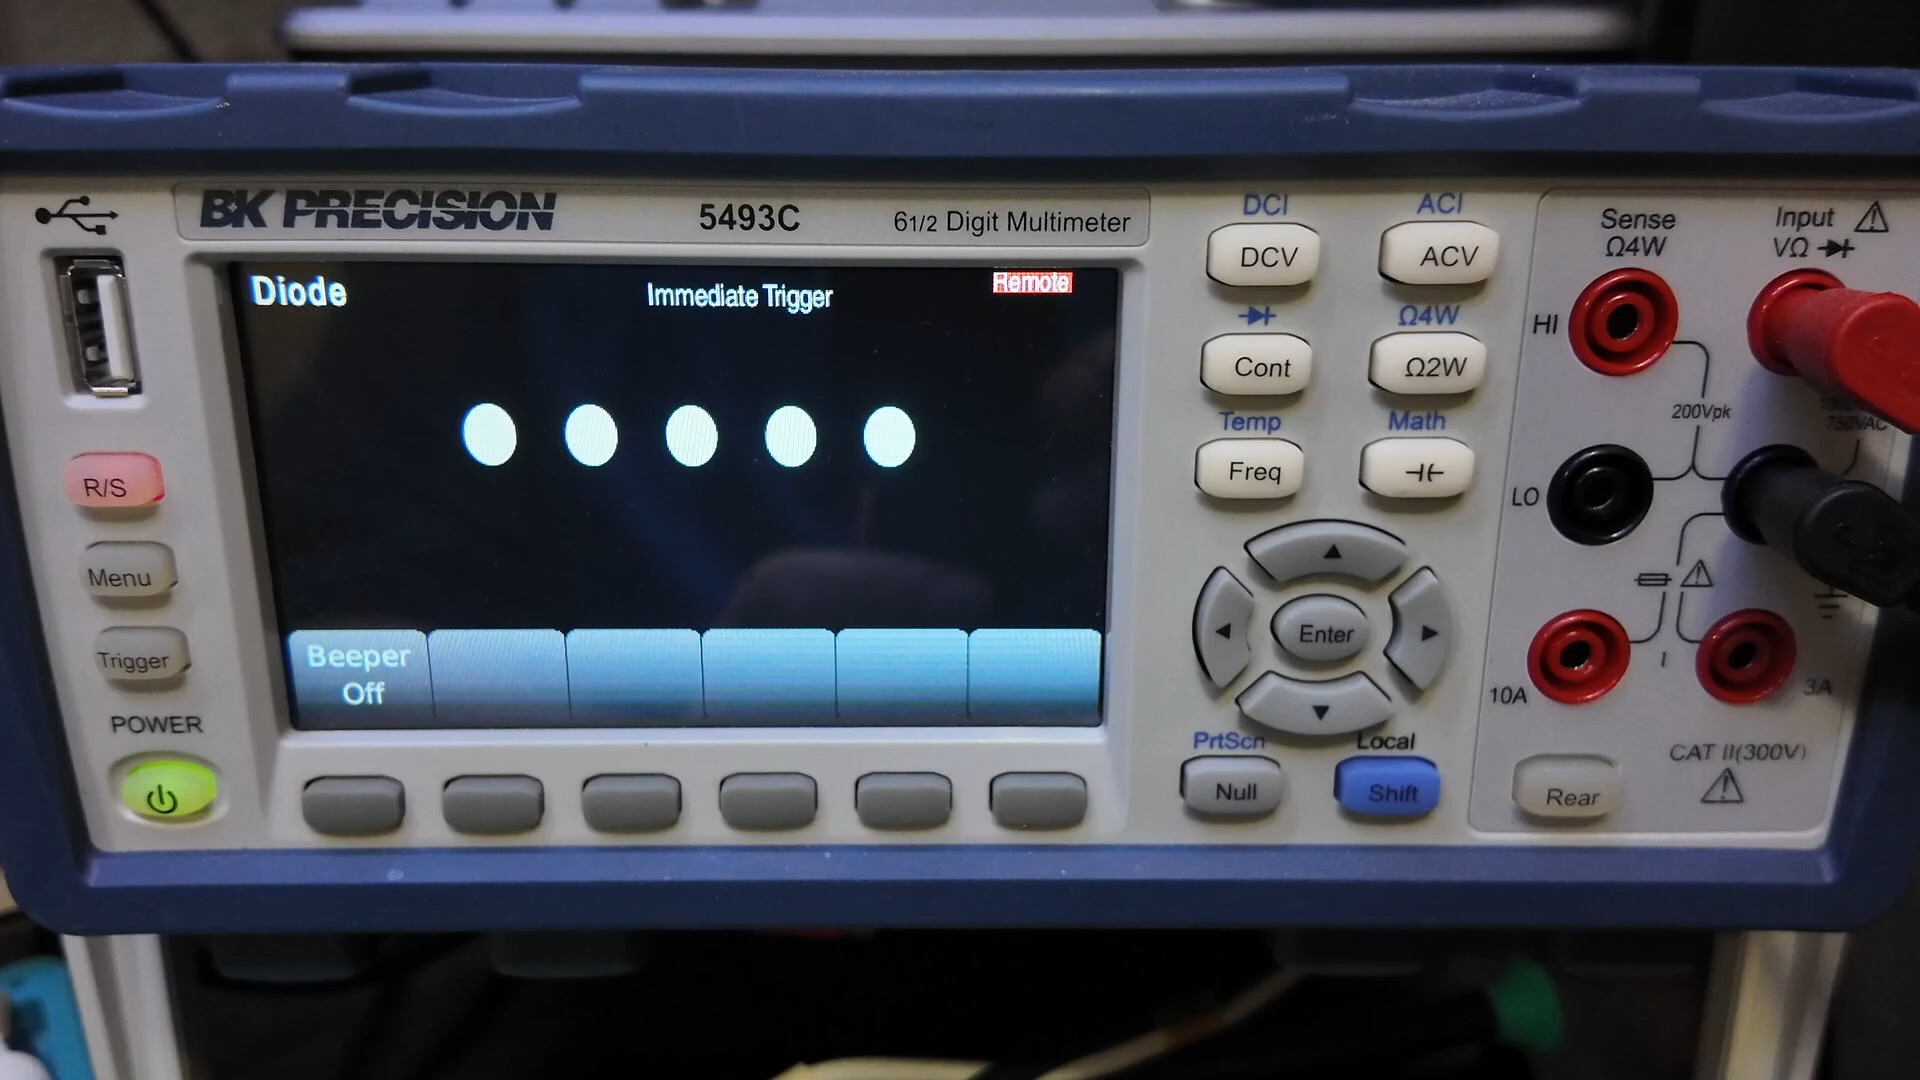 BK PRECISION
5493C
61/2 Digit Multimeter
Diode
Immediate Trigger
Remote
Beeper
Off
R/S
Menu
Trigger
POWER
DCI
ACI
DCV
ACV
Ω4W
Cont
Ω2W
Temp
Math
Freq
Enter
PrtScn
Local
Null
Shift
Sense
Ω4W
Input
VΩ
HI
200Vpk
750VAC
LO
10A
I
3A
CAT II(300V)
Rear